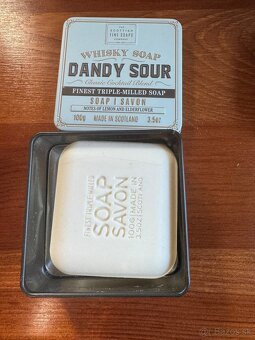 THE
SCOTTISH
FINE SOAPS
COMPANY
WHISKY SOAP
DANDY SOUR
Classic Cocktail Blend
FINEST TRIPLE-MILLED SOAP
SOAP | SAVON
NOTES OF LEMON AND ELDERFLOWER
100g MADE IN SCOTLAND 3.5oz
FINEST TRIPLE-MILLED
SOAP
SAVON
100G | MADE IN
3.5OZ | SCOTLAND